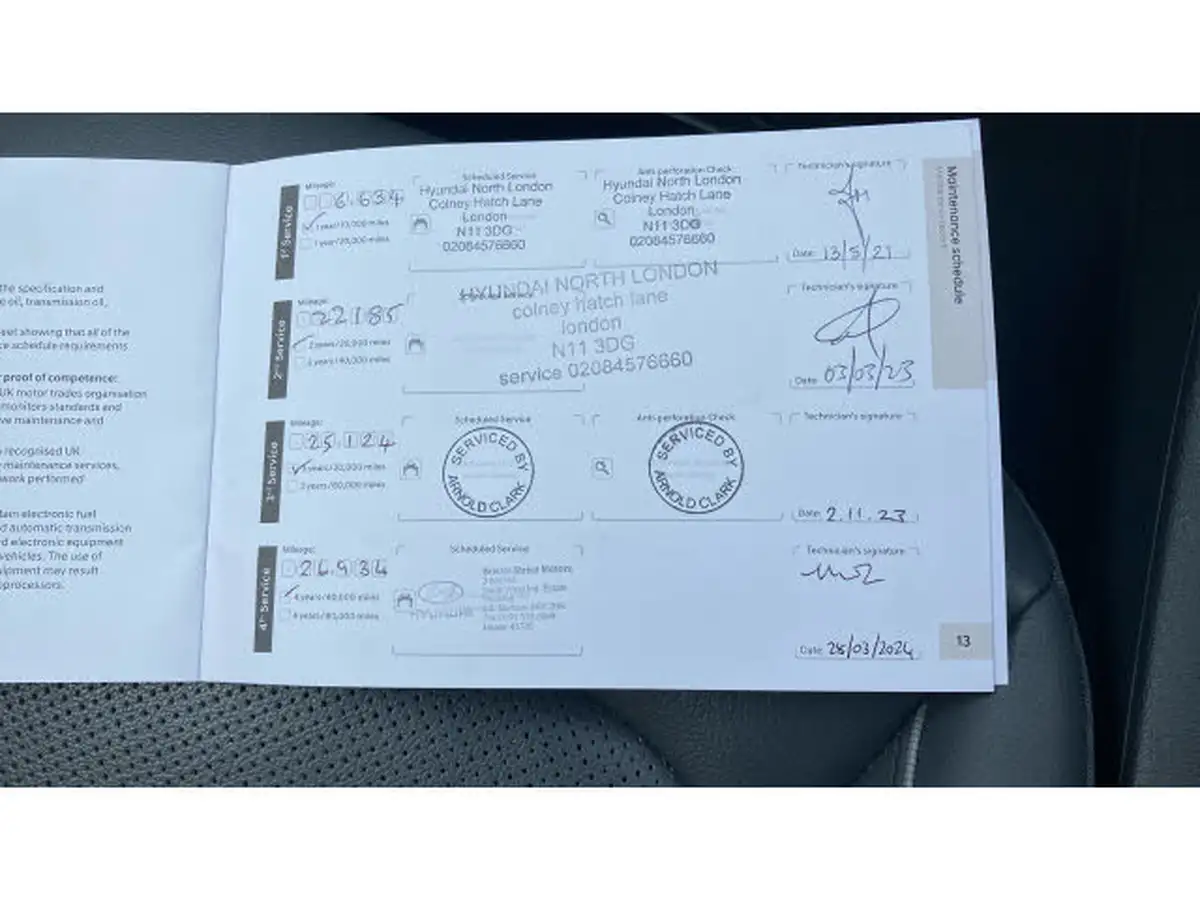 the specification and
e oil, transmission oil,
showing that all of the
ce schedule requirements
proof of competence:
UK motor trades organisation
monitors standards and
ve maintenance and
recognised UK
maintenance services,
work performed
electronic fuel
d automatic transmission
d electronic equipment
vehicles. The use of
uipment may result
processors.
Maintenance schedule
1st Service
Mileage:
6,634
1 year/10,000 miles
1 year/20,000 miles
Scheduled Service
Hyundai North London
Colney Hatch Lane
London
N11 3DG
02084576660
Anti-perforation Check
Hyundai North London
Colney Hatch Lane
London
N11 3DG
02084576660
Technician's signature
Date: 13/5/21
2nd Service
Mileage:
22185
2 years/20,000 miles
2 years/40,000 miles
HYUNDAI NORTH LONDON
colney hatch lane
london
N11 3DG
service 02084576660
Technician's signature
Date: 03/03/23
3rd Service
Mileage:
25,124
3 years/60,000 miles
Scheduled Service
SERVICED BY
ARNOLD CLARK
Anti-perforation Check
SERVICED BY
ARNOLD CLARK
Technician's signature
Date: 2.11.23
4th Service
Mileage:
26,934
4 years/40,000 miles
4 years/80,000 miles
Scheduled Service
HYUNDAI
Bristol Street Motors
Technician's signature
Date: 28/03/2024
13